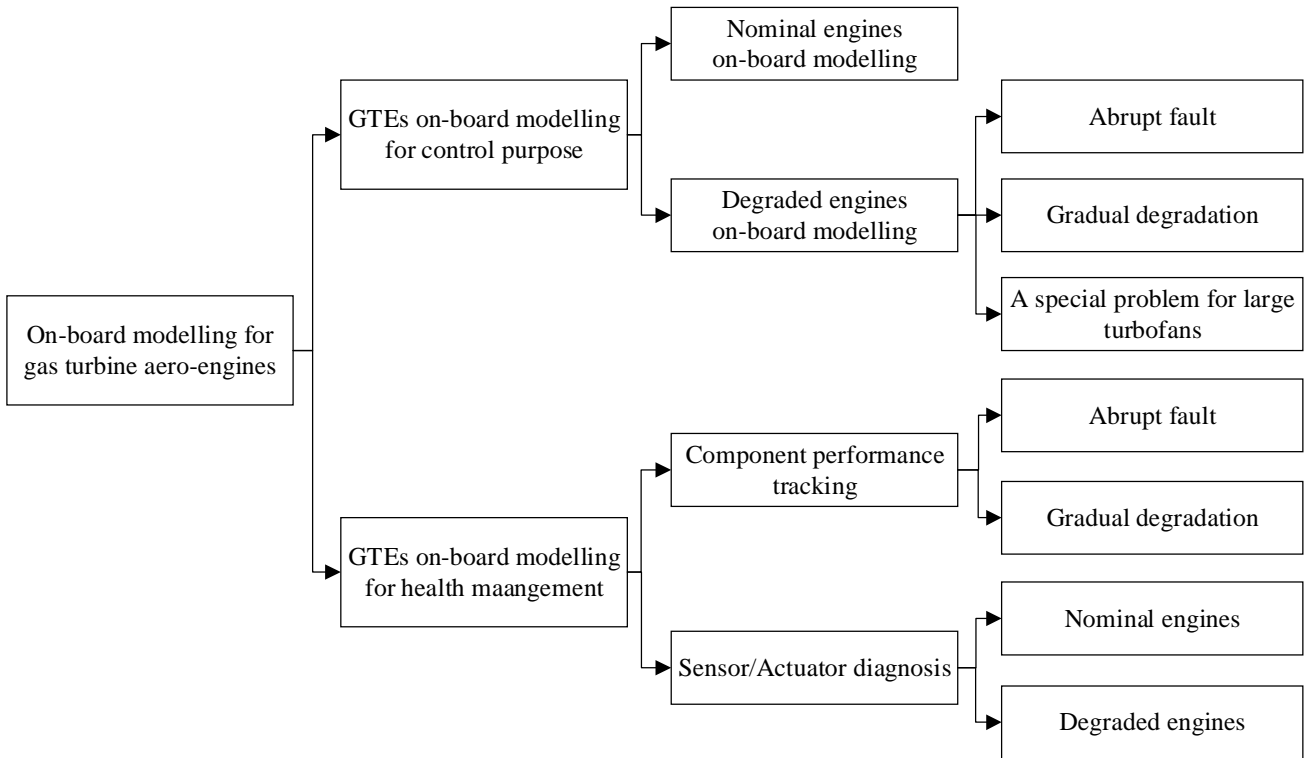 On-board modelling for
gas turbine aero-engines
GTEs on-board modelling
for control purpose
Nominal engines
on-board modelling
Degraded engines
on-board modelling
Abrupt fault
Gradual degradation
A special problem for large
turbofans
GTEs on-board modelling
for health maangement
Component performance
tracking
Abrupt fault
Gradual degradation
Sensor/Actuator diagnosis
Nominal engines
Degraded engines